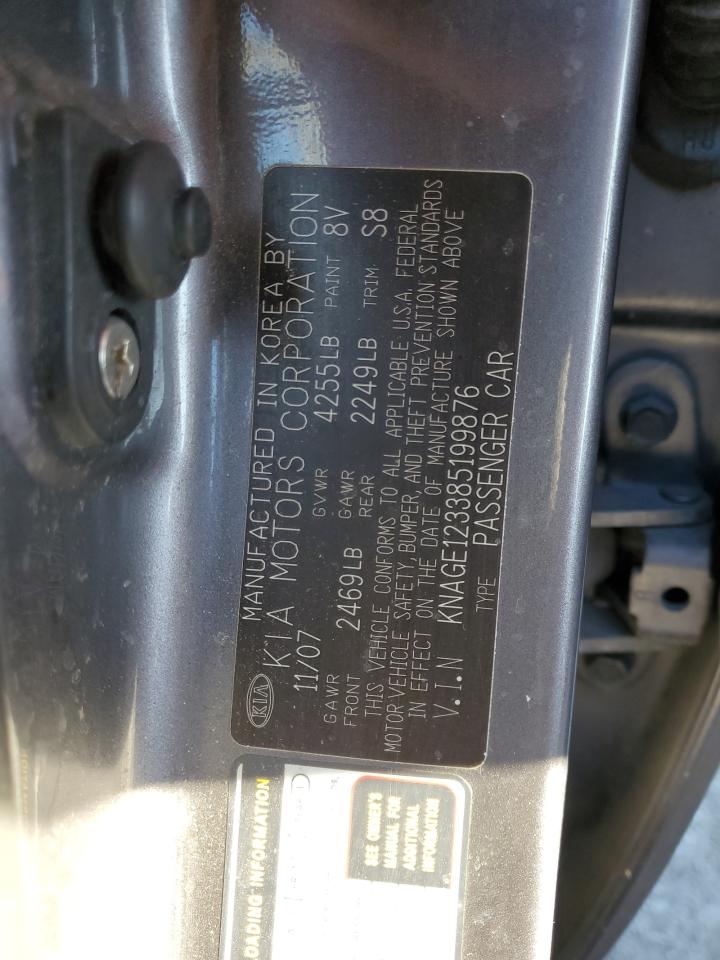 KIA
MANUFACTURED IN KOREA BY
KIA MOTORS CORPORATION
11/07 GVWR 4255LB PAINT 8V
GAWR FRONT 2469LB GAWR REAR 2249LB TRIM S8
THIS VEHICLE CONFORMS TO ALL APPLICABLE U.S.A. FEDERAL
MOTOR VEHICLE SAFETY, BUMPER, AND THEFT PREVENTION STANDARDS
IN EFFECT ON THE DATE OF MANUFACTURE SHOWN ABOVE
V.I.N KNAGE123385199876
TYPE PASSENGER CAR
OADING INFORMATION
SEE OWNER'S
MANUAL FOR
ADDITIONAL
INFORMATION